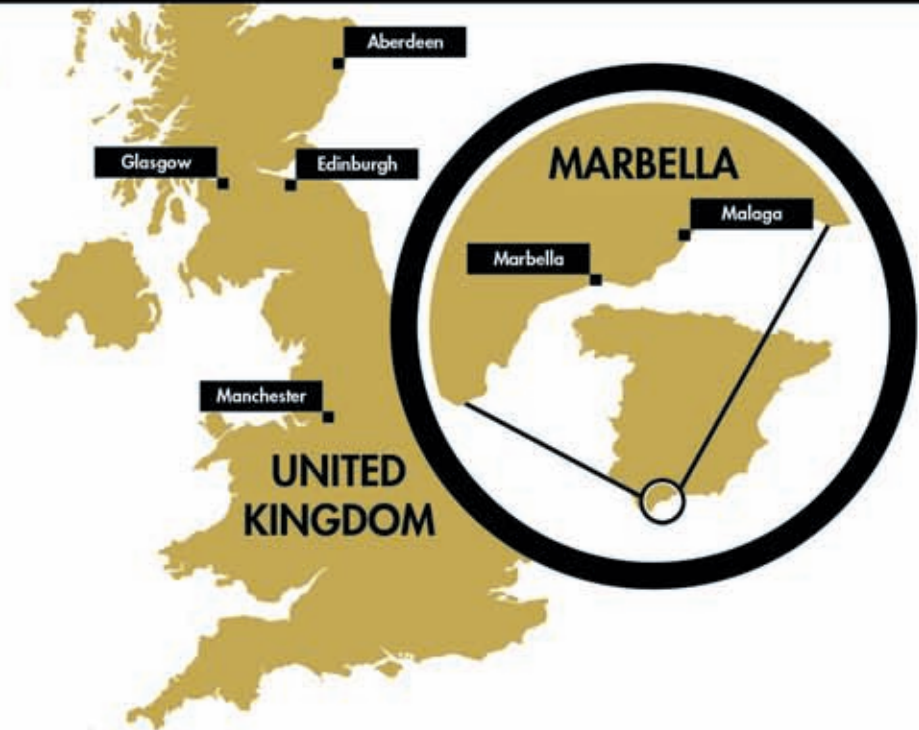 Aberdeen
Glasgow
Edinburgh
MARBELLA
Malaga
Marbella
Manchester
UNITED
KINGDOM